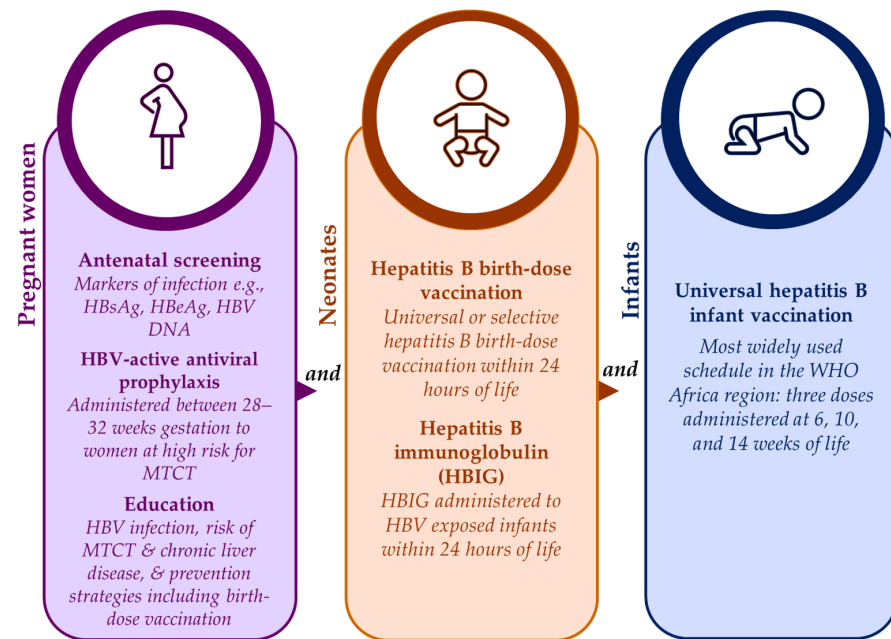 Pregnant women
Antenatal screening
Markers of infection e.g.,
HBsAg, HBeAg, HBV
DNA
HBV-active antiviral
prophylaxis
Administered between 28–
32 weeks gestation to
women at high risk for
MTCT
Education
HBV infection, risk of
MTCT & chronic liver
disease, & prevention
strategies including birth-
dose vaccination
and
Neonates
Hepatitis B birth-dose
vaccination
Universal or selective
hepatitis B birth-dose
vaccination within 24
hours of life
Hepatitis B
immunoglobulin
(HBIG)
HBIG administered to
HBV exposed infants
within 24 hours of life
and
Infants
Universal hepatitis B
infant vaccination
Most widely used
schedule in the WHO
Africa region: three doses
administered at 6, 10,
and 14 weeks of life